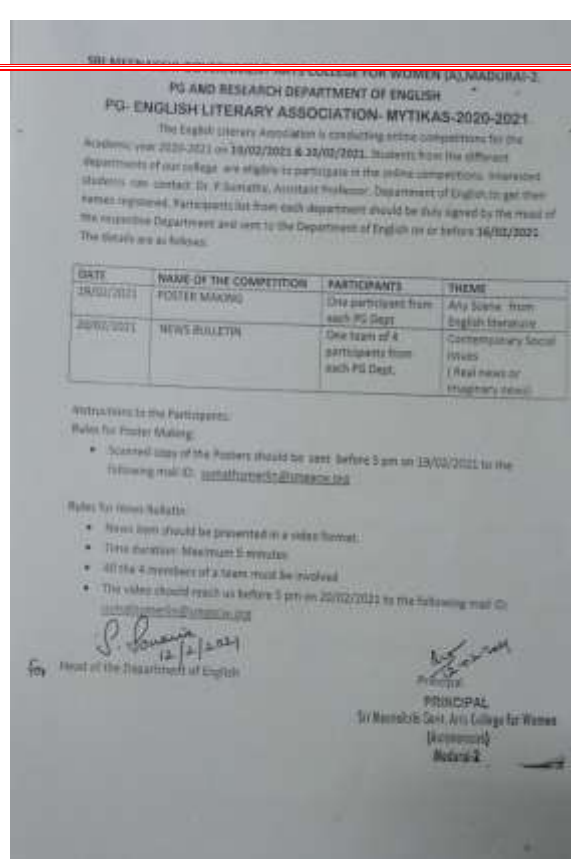 SRI MEENAKSHI GOVERNMENT ARTS COLLEGE FOR WOMEN (A),MADURAI-2.
PG AND RESEARCH DEPARTMENT OF ENGLISH
PG- ENGLISH LITERARY ASSOCIATION- MYTIKAS-2020-2021
The English Literary Association is conducting online competitions for the
Academic year 2020-2021 on 19/02/2021 & 20/02/2021. Students from the different
departments of our college are eligible to participate in the online competitions. Interested
students can contact Dr. P.Sumathi, Assistant Professor, Department of English to get their
names registered. Participants list from each department should be duly signed by the Head of
the respective Department and sent to the Department of English on or before 16/02/2021
The details are as follows:
DATE NAME OF THE COMPETITION PARTICIPANTS THEME
19/02/2021 POSTER MAKING One participant from each PG Dept Any Scene from English literature
20/02/2021 NEWS BULLETIN One team of 4 participants from each PG Dept. Contemporary Social Issues ( Real news or Imaginary news)
Instructions to the Participants:
Rules for Poster Making:
Scanned copy of the Posters should be sent before 5 pm on 19/02/2021 to the
following mail ID:
Rules for News Bulletin
News item should be presented in a video format.
Time duration: Maximum 5 minutes
All the 4 members of a team must be involved
The video should reach us before 5 pm on 20/02/2021 to the following mail ID:
12/2/2021
For Head of the Department of English
Principal
PRINCIPAL
Sri Meenakshi Govt. Arts College for Women
(Autonomous)
Madurai-2